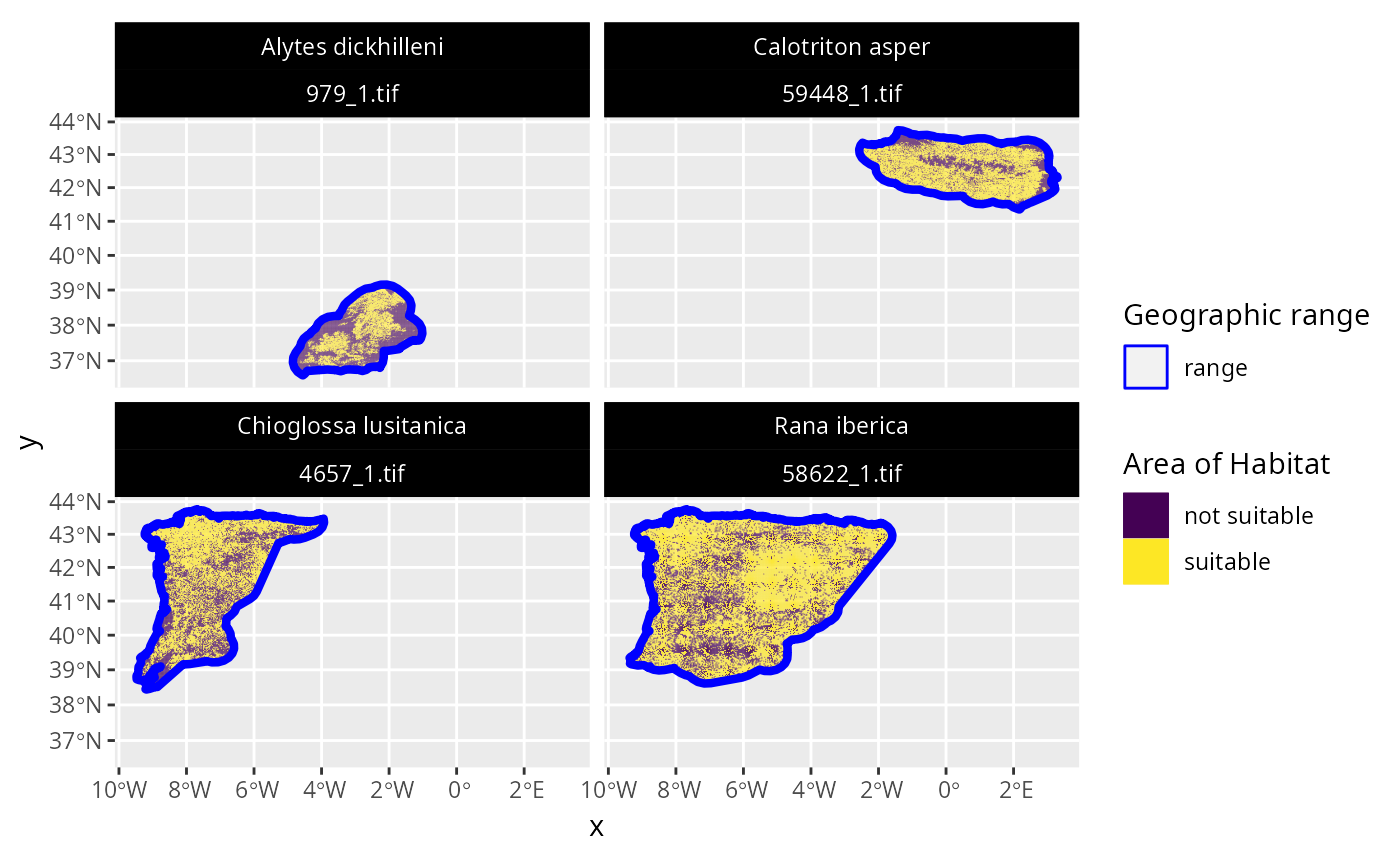 Alytes dickhilleni
Calotriton asper
979_1.tif
59448_1.tif
44°N
43°N
42°N
41°N
40°N
39°N
38°N
37°N
Chioglossa lusitanica
Rana iberica
4657_1.tif
58622_1.tif
44°N
43°N
42°N
41°N
40°N
39°N
38°N
37°N
10°W 8°W 6°W 4°W 2°W 0° 2°E
10°W 8°W 6°W 4°W 2°W 0° 2°E
x
y
Geographic range
range
Area of Habitat
not suitable
suitable